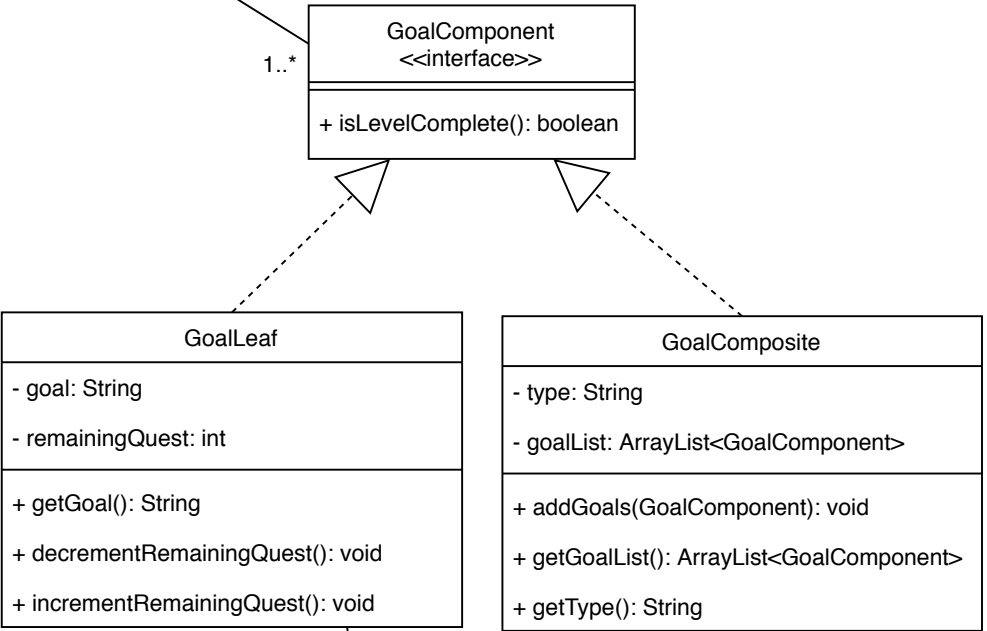 GoalComponent
<<interface>>
1..*
+ isLevelComplete(): boolean
GoalLeaf
- goal: String
- remainingQuest: int
+ getGoal(): String
+ decrementRemainingQuest(): void
+ incrementRemainingQuest(): void
GoalComposite
- type: String
- goalList: ArrayList<GoalComponent>
+ addGoals(GoalComponent): void
+ getGoalList(): ArrayList<GoalComponent>
+ getType(): String